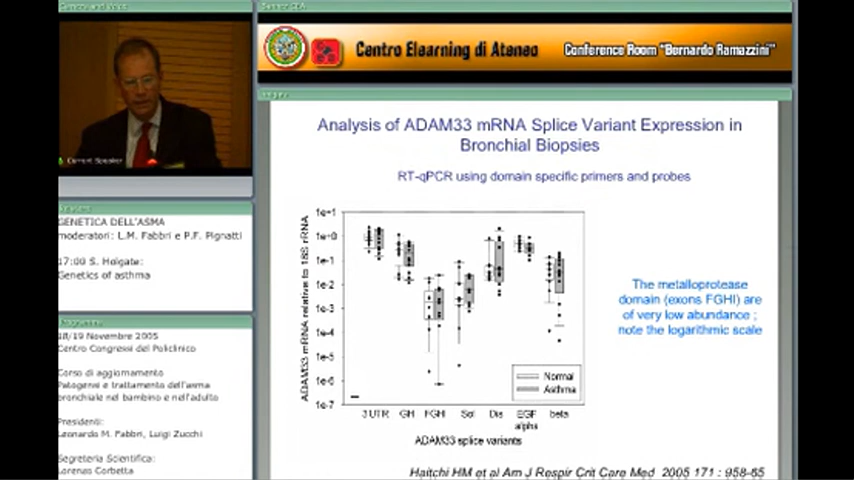 Centro Elearning di Ateneo
Conference Room "Bernardo Ramazzini"
Current Speaker
GENETICA DELL'ASMA
moderatori: L.M. Fabbri e P.F. Pignatti
17:00 S. Holgate:
Genetics of asthma
Programma
18/19 Novembre 2005
Centro Congressi del Policlinico
Corso di aggiornamento
Patogensi e trattamento dell'asma
bronchiale nel bambino e nell'adulto
Presidenti:
Leonardo M. Fabbri, Luigi Zucchi
Segreteria Scientifica:
Lorenzo Corbetta
Analysis of ADAM33 mRNA Splice Variant Expression in
Bronchial Biopsies
RT-qPCR using domain specific primers and probes
ADAM33 mRNA relative to 18S rRNA
1e+1
1e+0
1e-1
1e-2
1e-3
1e-4
1e-5
1e-6
1e-7
Normal
Asthma
3'UTR GH FGHI Sol Dis EGF beta
alpha
ADAM33 splice variants
The metalloprotease
domain (exons FGHI) are
of very low abundance ;
note the logarithmic scale
Haitchi HM et al Am J Respir Crit Care Med 2005 171 : 958-65